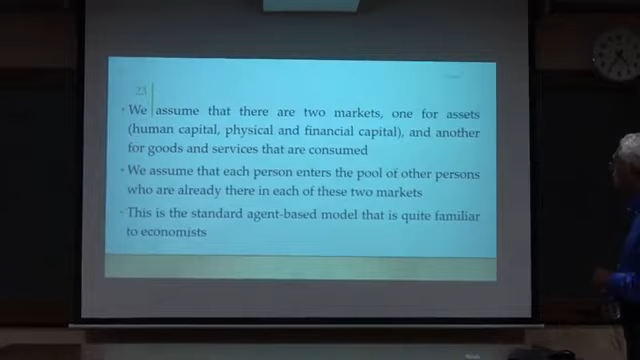 23
• We assume that there are two markets, one for assets
(human capital, physical and financial capital), and another
for goods and services that are consumed
• We assume that each person enters the pool of other persons
who are already there in each of these two markets
• This is the standard agent-based model that is quite familiar
to economists